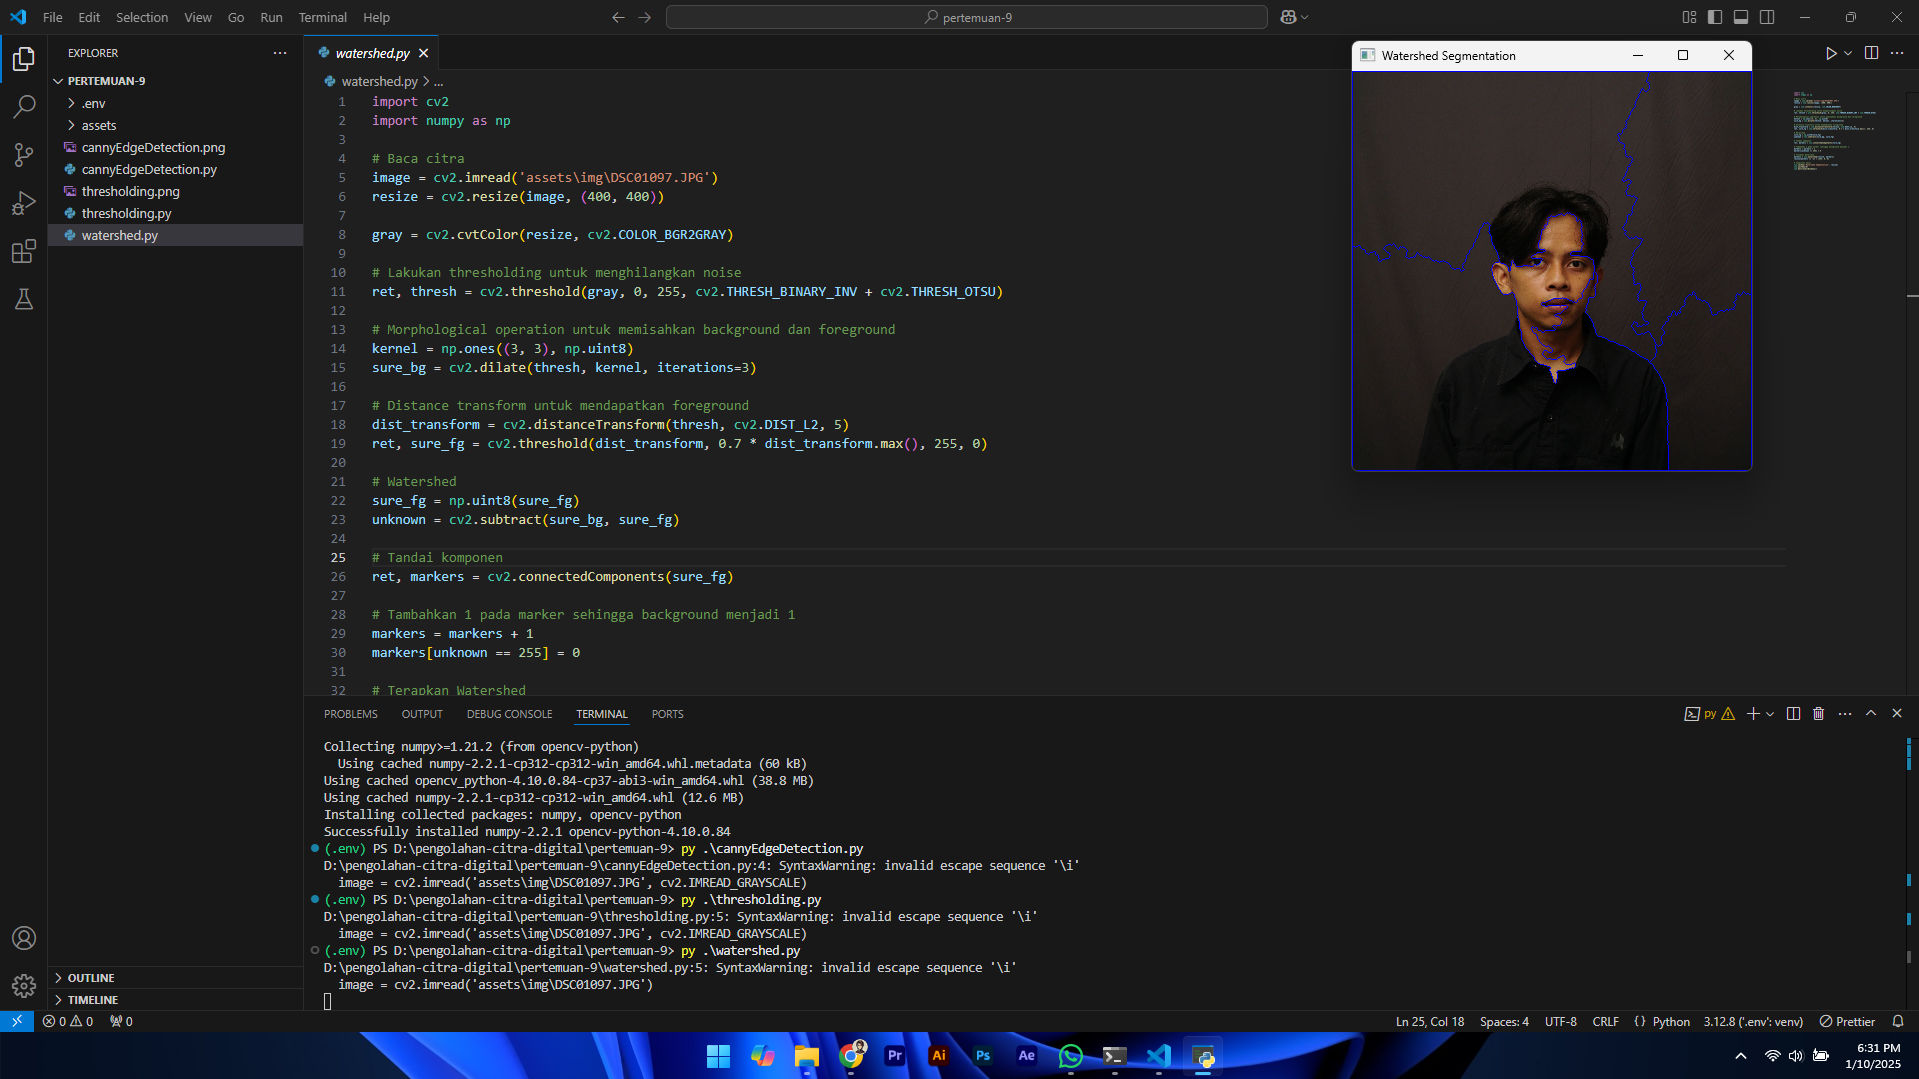 File Edit Selection View Go Run Terminal Help
pertemuan-9
EXPLORER
PERTEMUAN-9
.env
assets
cannyEdgeDetection.png
cannyEdgeDetection.py
thresholding.png
thresholding.py
watershed.py
OUTLINE
TIMELINE
watershed.py
watershed.py > ...
1 import cv2
2 import numpy as np
3
4 # Baca citra
5 image = cv2.imread('assets\img\DSC01097.JPG')
6 resize = cv2.resize(image, (400, 400))
7
8 gray = cv2.cvtColor(resize, cv2.COLOR_BGR2GRAY)
9
10 # Lakukan thresholding untuk menghilangkan noise
11 ret, thresh = cv2.threshold(gray, 0, 255, cv2.THRESH_BINARY_INV + cv2.THRESH_OTSU)
12
13 # Morphological operation untuk memisahkan background dan foreground
14 kernel = np.ones((3, 3), np.uint8)
15 sure_bg = cv2.dilate(thresh, kernel, iterations=3)
16
17 # Distance transform untuk mendapatkan foreground
18 dist_transform = cv2.distanceTransform(thresh, cv2.DIST_L2, 5)
19 ret, sure_fg = cv2.threshold(dist_transform, 0.7 * dist_transform.max(), 255, 0)
20
21 # Watershed
22 sure_fg = np.uint8(sure_fg)
23 unknown = cv2.subtract(sure_bg, sure_fg)
24
25 # Tandai komponen
26 ret, markers = cv2.connectedComponents(sure_fg)
27
28 # Tambahkan 1 pada marker sehingga background menjadi 1
29 markers = markers + 1
30 markers[unknown == 255] = 0
31
32 # Terapkan Watershed
Watershed Segmentation
PROBLEMS OUTPUT DEBUG CONSOLE TERMINAL PORTS
py
Collecting numpy>=1.21.2 (from opencv-python)
Using cached numpy-2.2.1-cp312-cp312-win_amd64.whl.metadata (60 kB)
Using cached opencv_python-4.10.0.84-cp37-abi3-win_amd64.whl (38.8 MB)
Using cached numpy-2.2.1-cp312-cp312-win_amd64.whl (12.6 MB)
Installing collected packages: numpy, opencv-python
Successfully installed numpy-2.2.1 opencv-python-4.10.0.84
(.env) PS D:\pengolahan-citra-digital\pertemuan-9> py .\cannyEdgeDetection.py
D:\pengolahan-citra-digital\pertemuan-9\cannyEdgeDetection.py:4: SyntaxWarning: invalid escape sequence '\i'
image = cv2.imread('assets\img\DSC01097.JPG', cv2.IMREAD_GRAYSCALE)
(.env) PS D:\pengolahan-citra-digital\pertemuan-9> py .\thresholding.py
D:\pengolahan-citra-digital\pertemuan-9\thresholding.py:5: SyntaxWarning: invalid escape sequence '\i'
image = cv2.imread('assets\img\DSC01097.JPG', cv2.IMREAD_GRAYSCALE)
(.env) PS D:\pengolahan-citra-digital\pertemuan-9> py .\watershed.py
D:\pengolahan-citra-digital\pertemuan-9\watershed.py:5: SyntaxWarning: invalid escape sequence '\i'
image = cv2.imread('assets\img\DSC01097.JPG')
0 0 0
Ln 25, Col 18 Spaces: 4 UTF-8 CRLF {} Python 3.12.8 ('.env': venv) Prettier
Pr Ai Ps Ae
6:31 PM
1/10/2025